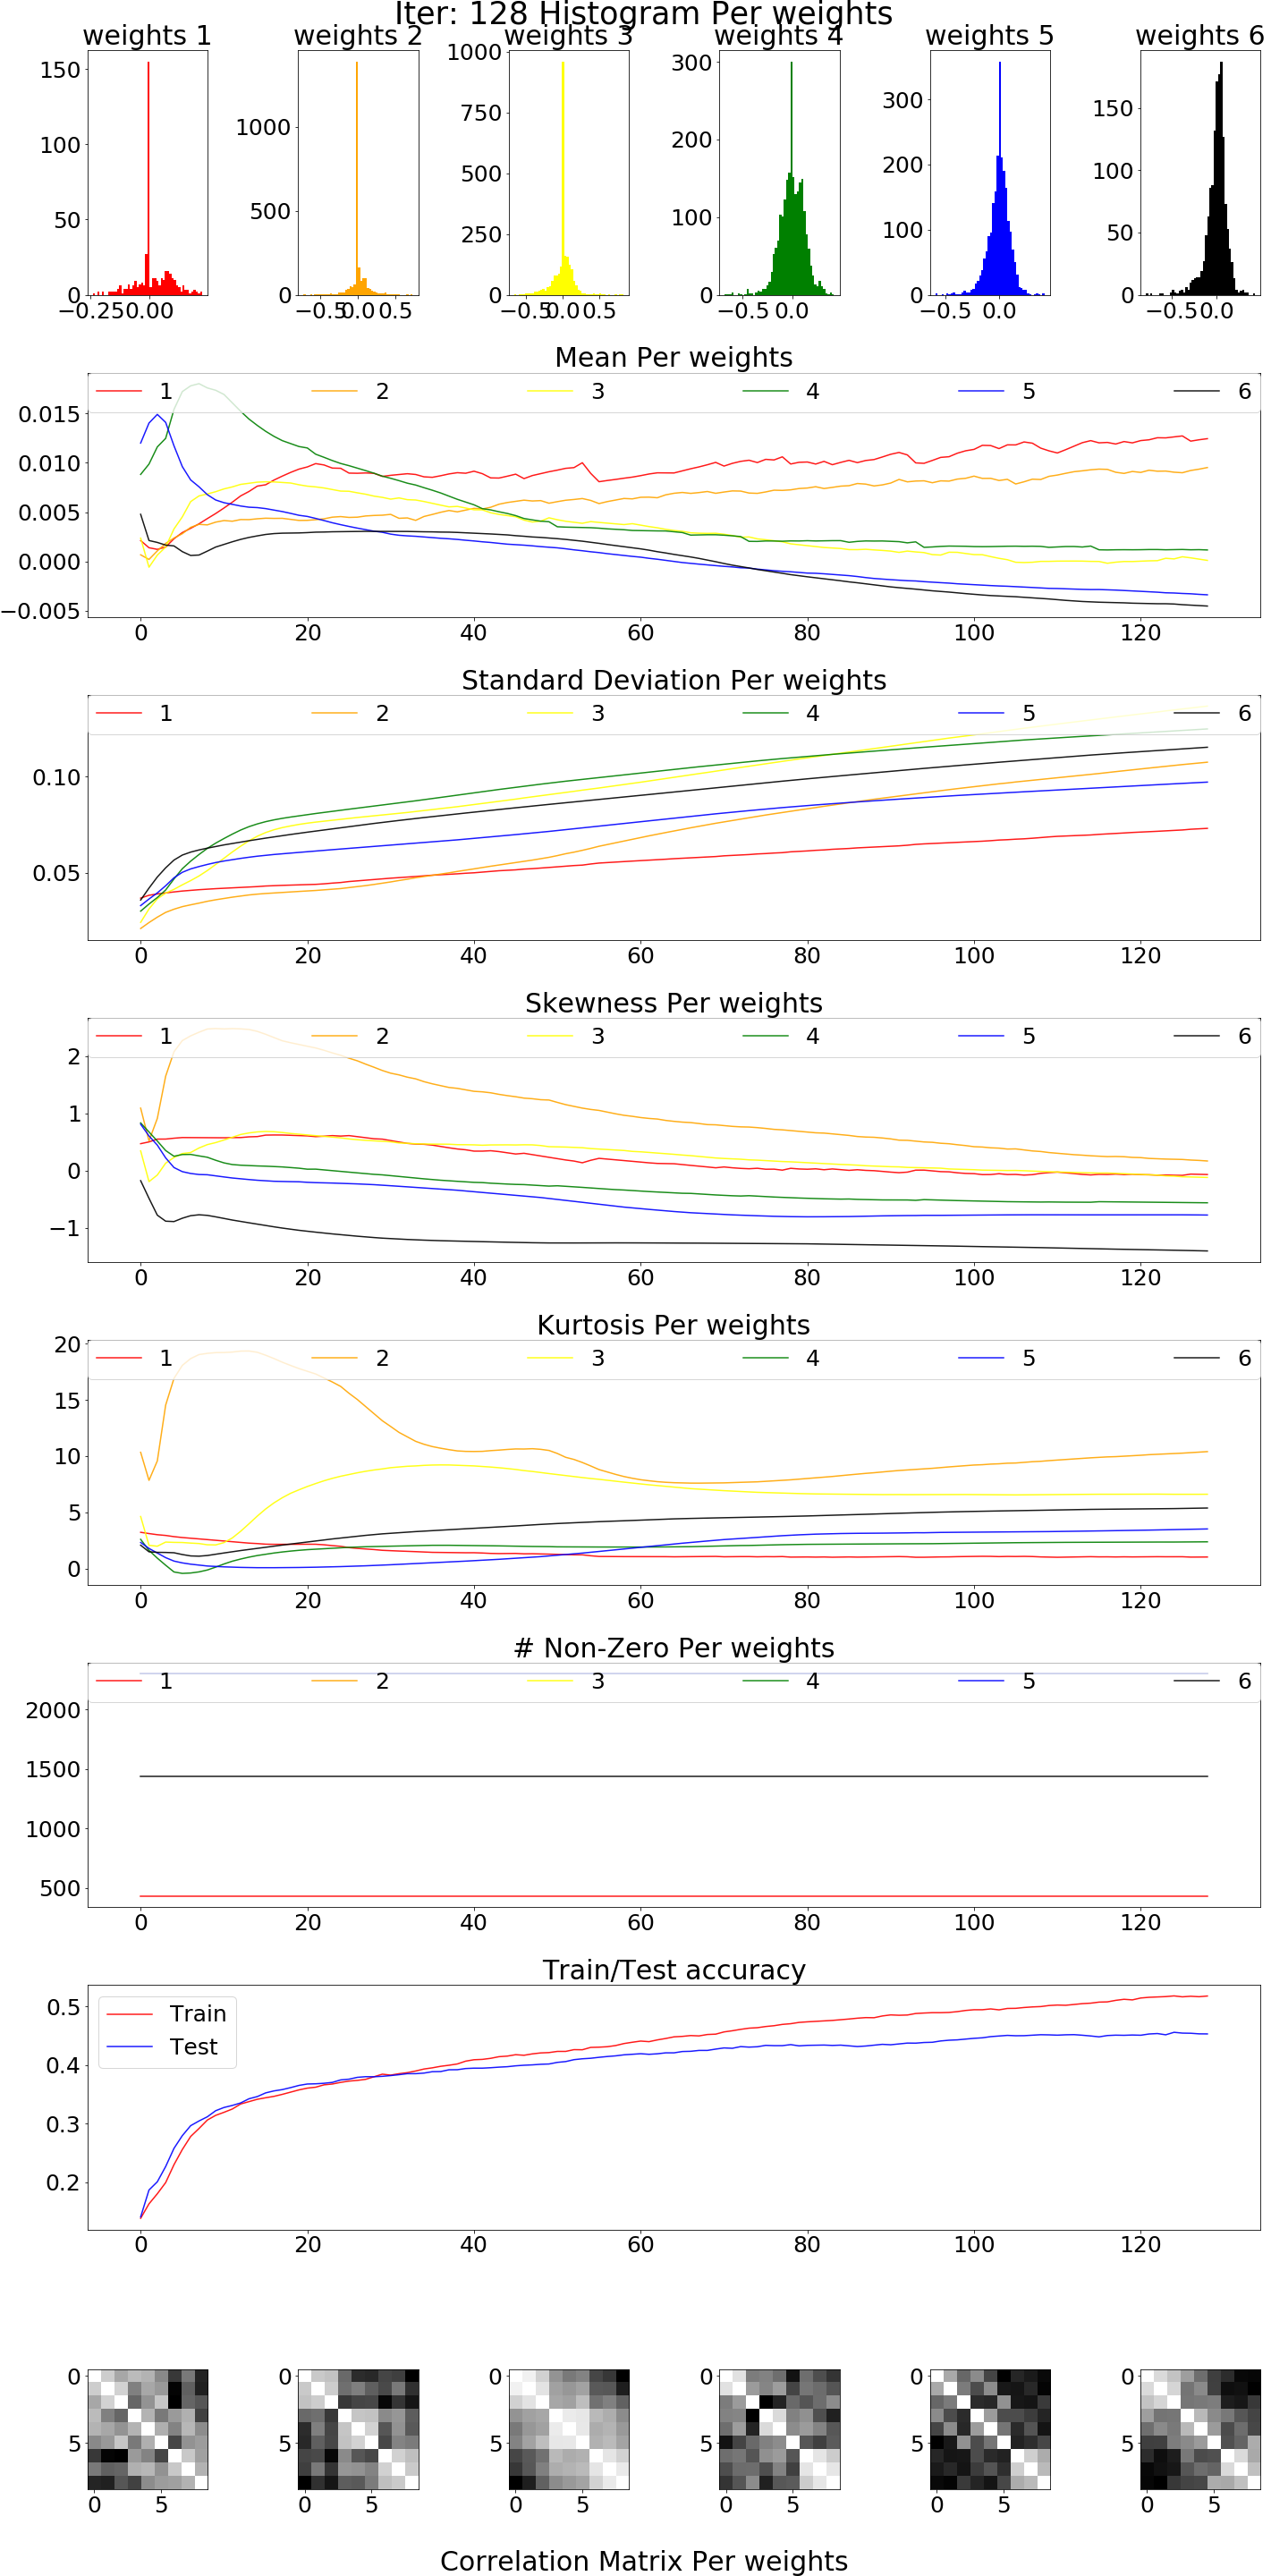 Iter: 128 Histogram Per weights
weights 1 weights 2 weights 3 weights 4 weights 5 weights 6
150
100
50
0
−0.25 0.00
1000
500
0
−0.5 0.0 0.5
1000
750
500
250
0
−0.5 0.0 0.5
300
200
100
0
−0.5 0.0
300
200
100
0
−0.5 0.0
150
100
50
0
−0.5 0.0
Mean Per weights
1 2 3 4 5 6
0.015
0.010
0.005
0.000
−0.005
0 20 40 60 80 100 120
Standard Deviation Per weights
1 2 3 4 5 6
0.10
0.05
0 20 40 60 80 100 120
Skewness Per weights
1 2 3 4 5 6
2
1
0
−1
0 20 40 60 80 100 120
Kurtosis Per weights
1 2 3 4 5 6
20
15
10
5
0
0 20 40 60 80 100 120
# Non-Zero Per weights
1 2 3 4 5 6
2000
1500
1000
500
0 20 40 60 80 100 120
Train/Test accuracy
Train
Test
0.5
0.4
0.3
0.2
0 20 40 60 80 100 120
0 0 0 0 0 0
5 5 5 5 5 5
0 5 0 5 0 5 0 5 0 5 0 5
Correlation Matrix Per weights